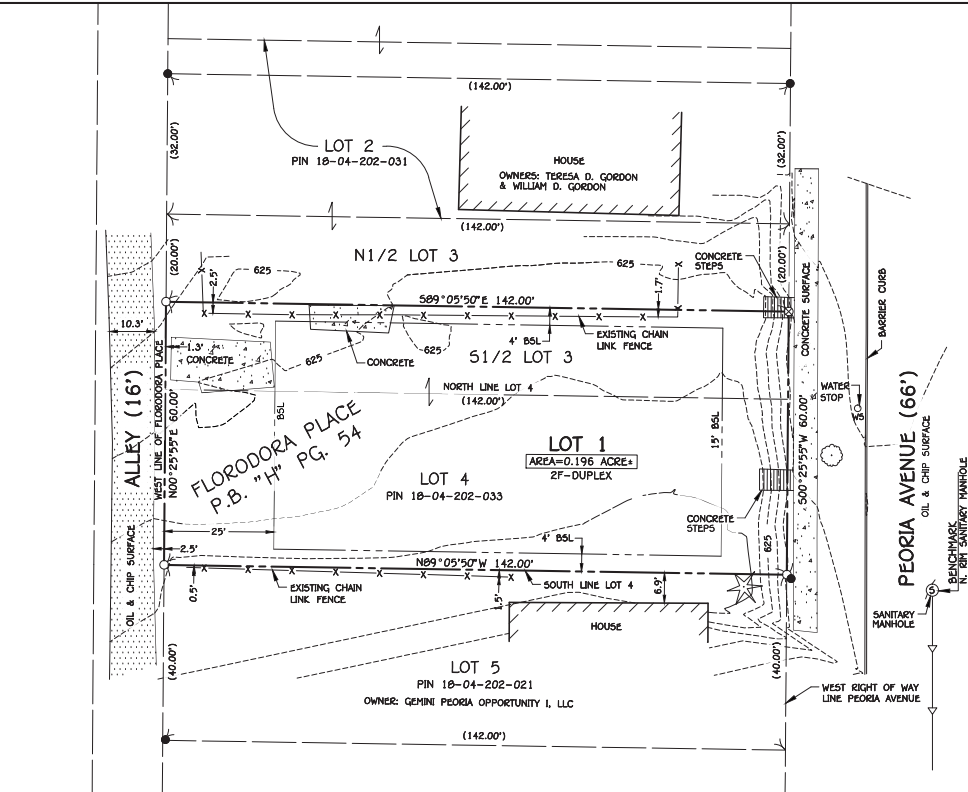 (142.00')
(32.00')
(32.00')
LOT 2
PIN 18-04-202-031
HOUSE
OWNERS: TERESA D. GORDON
& WILLIAM D. GORDON
(142.00')
N1/2 LOT 3
(20.00')
(20.00')
625
2.5'
625
1.7'
CONCRETE
STEPS
S89°05'50"E 142.00'
10.3'
1.3'
CONCRETE
625
CONCRETE
4' BSL
EXISTING CHAIN
LINK FENCE
S1/2 LOT 3
NORTH LINE LOT 4
(142.00')
CONCRETE SURFACE
BARRIER CURB
WATER
STOP
WS
ALLEY (16')
WEST LINE OF FLORODORA PLACE
N00°25'55"E 60.00'
BSL
FLORODORA PLACE
P.B. "H" PG. 54
LOT 1
AREA=0.196 ACRE±
2F-DUPLEX
15' BSL
S00°25'55"W 60.00'
LOT 4
PIN 18-04-202-033
CONCRETE
STEPS
625
PEORIA AVENUE (66')
OIL & CHIP SURFACE
BENCHMARK
N. RIM SANITARY MANHOLE
OIL & CHIP SURFACE
25'
2.5'
4' BSL
N89°05'50"W 142.00'
0.5'
EXISTING CHAIN
LINK FENCE
1.5'
SOUTH LINE LOT 4
6.9'
HOUSE
S
SANITARY
MANHOLE
(40.00')
(40.00')
LOT 5
PIN 18-04-202-021
OWNER: GEMINI PEORIA OPPORTUNITY I, LLC
WEST RIGHT OF WAY
LINE PEORIA AVENUE
(142.00')